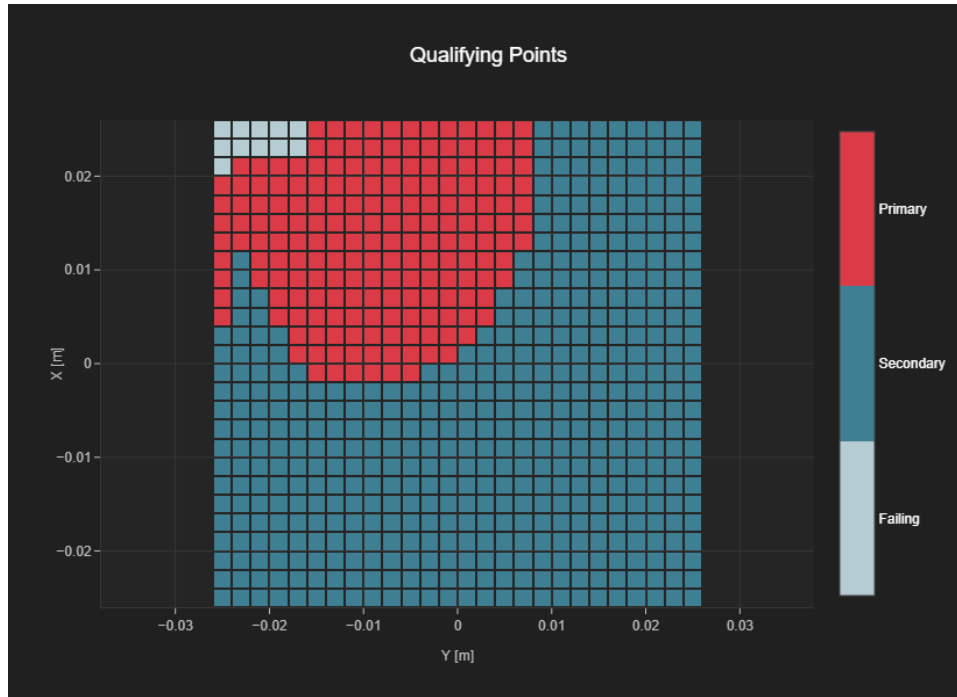 Qualifying Points
0.02
0.01
0
−0.01
−0.02
X [m]
−0.03
−0.02
−0.01
0
0.01
0.02
0.03
Y [m]
Primary
Secondary
Failing